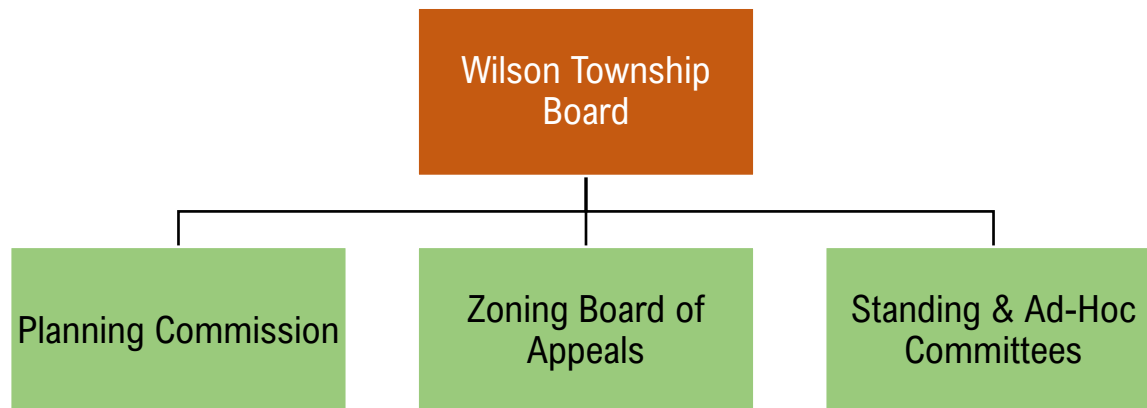 Wilson Township
Board
Planning Commission
Zoning Board of
Appeals
Standing & Ad-Hoc
Committees